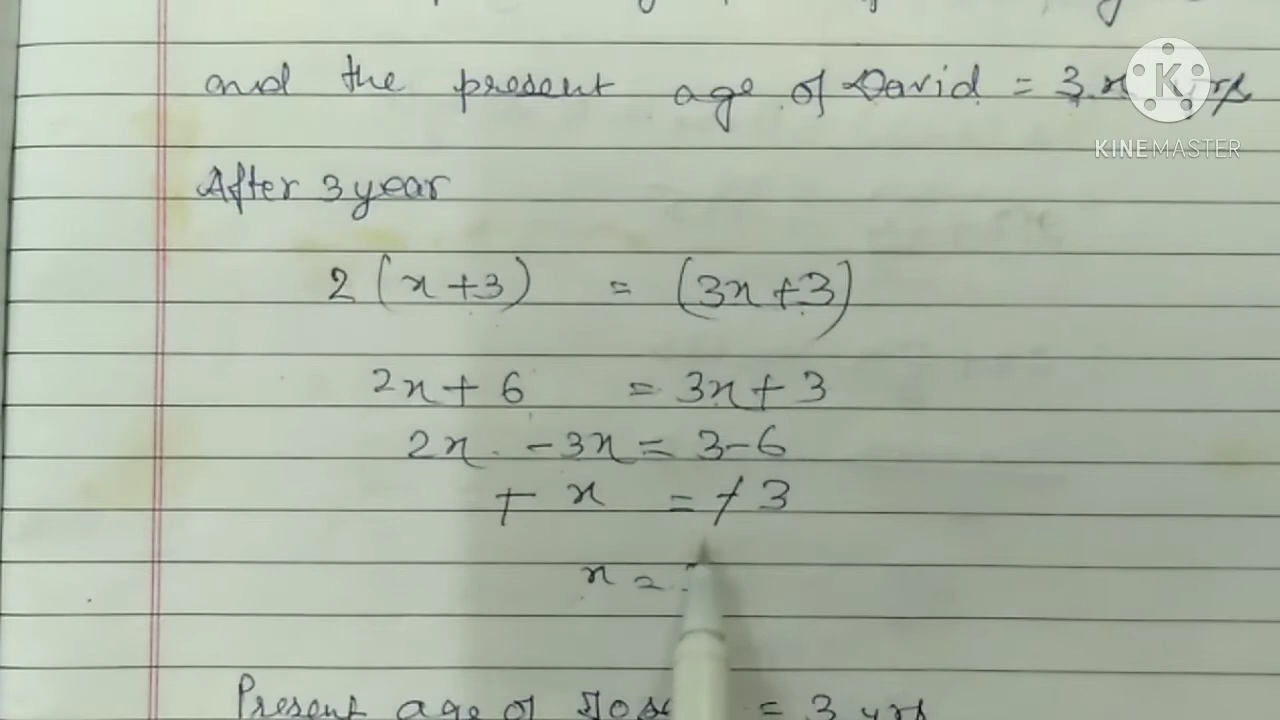 and the present age of David = 3x yrs
KINEMASTER
After 3 year
2(x+3) = (3x+3)
2x+6 = 3x+3
2x - 3x = 3-6
+ x = +3
x =
Present age of = 3 yrs